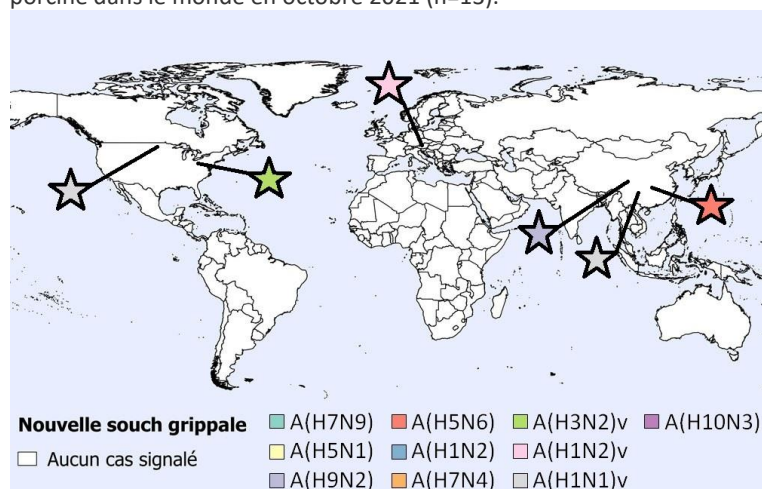 porcine dans le monde en octobre 2021 (n=15).
Nouvelle souch grippale
Aucun cas signalé
A(H7N9) A(H5N6) A(H3N2)v A(H10N3)
A(H5N1) A(H1N2) A(H1N2)v
A(H9N2) A(H7N4) A(H1N1)v